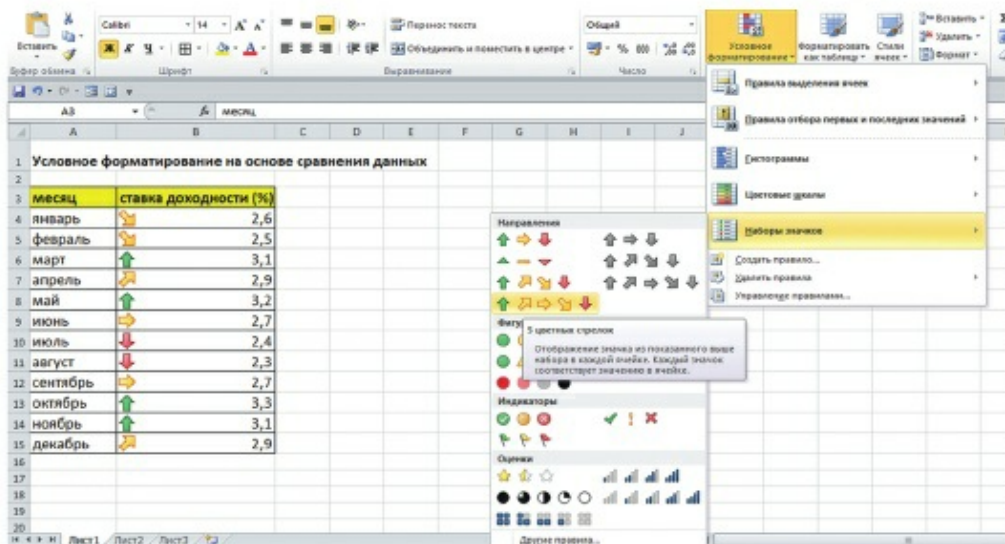 Calibri 14 Перенос текста Общий Вставить
Вставить Ж К Ч Объединить и поместить в центре % 000 Условное форматирование Форматировать как таблицу Стили ячеек Удалить
Формат
Буфер обмена Шрифт Выравнивание Число
A3 fx месяц
A B C D E F G H I J
1 Условное форматирование на основе сравнения данных
2
3 месяц ставка доходности (%)
4 январь 2,6
5 февраль 2,5
6 март 3,1
7 апрель 2,9
8 май 3,2
9 июнь 2,7
10 июль 2,4
11 август 2,3
12 сентябрь 2,7
13 октябрь 3,3
14 ноябрь 3,1
15 декабрь 2,9
16
17
18
19
20
Лист1 Лист2 Лист3
Правила выделения ячеек
Правила отбора первых и последних значений
Гистограммы
Цветовые шкалы
Наборы значков
Создать правило...
Удалить правила
Управление правилами...
Направления
5 цветных стрелок
Отображение значка из показанного выше
набора в каждой ячейке. Каждый значок
соответствует значению в ячейке.
Индикаторы
Оценки
Другие правила...